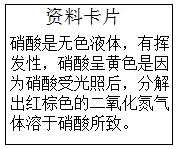 资料卡片
硝酸是无色液体，有挥
发性，硝酸呈黄色是因
为硝酸受光照后，分解
出红棕色的二氧化氮气
体溶于硝酸所致。